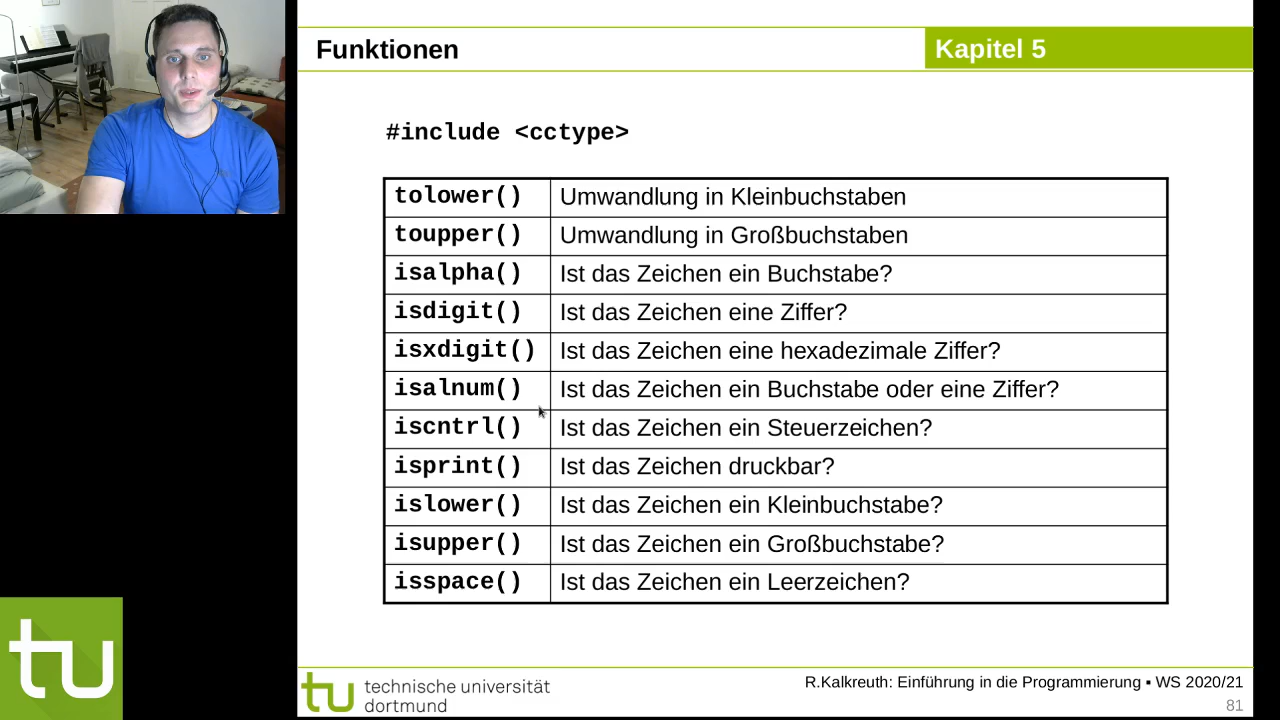 Funktionen
Kapitel 5
#include <cctype>
tolower() Umwandlung in Kleinbuchstaben
toupper() Umwandlung in Großbuchstaben
isalpha() Ist das Zeichen ein Buchstabe?
isdigit() Ist das Zeichen eine Ziffer?
isxdigit() Ist das Zeichen eine hexadezimale Ziffer?
isalnum() Ist das Zeichen ein Buchstabe oder eine Ziffer?
iscntrl() Ist das Zeichen ein Steuerzeichen?
isprint() Ist das Zeichen druckbar?
islower() Ist das Zeichen ein Kleinbuchstabe?
isupper() Ist das Zeichen ein Großbuchstabe?
isspace() Ist das Zeichen ein Leerzeichen?
tu
tu technische universität
dortmund
R.Kalkreuth: Einführung in die Programmierung ▪ WS 2020/21
81